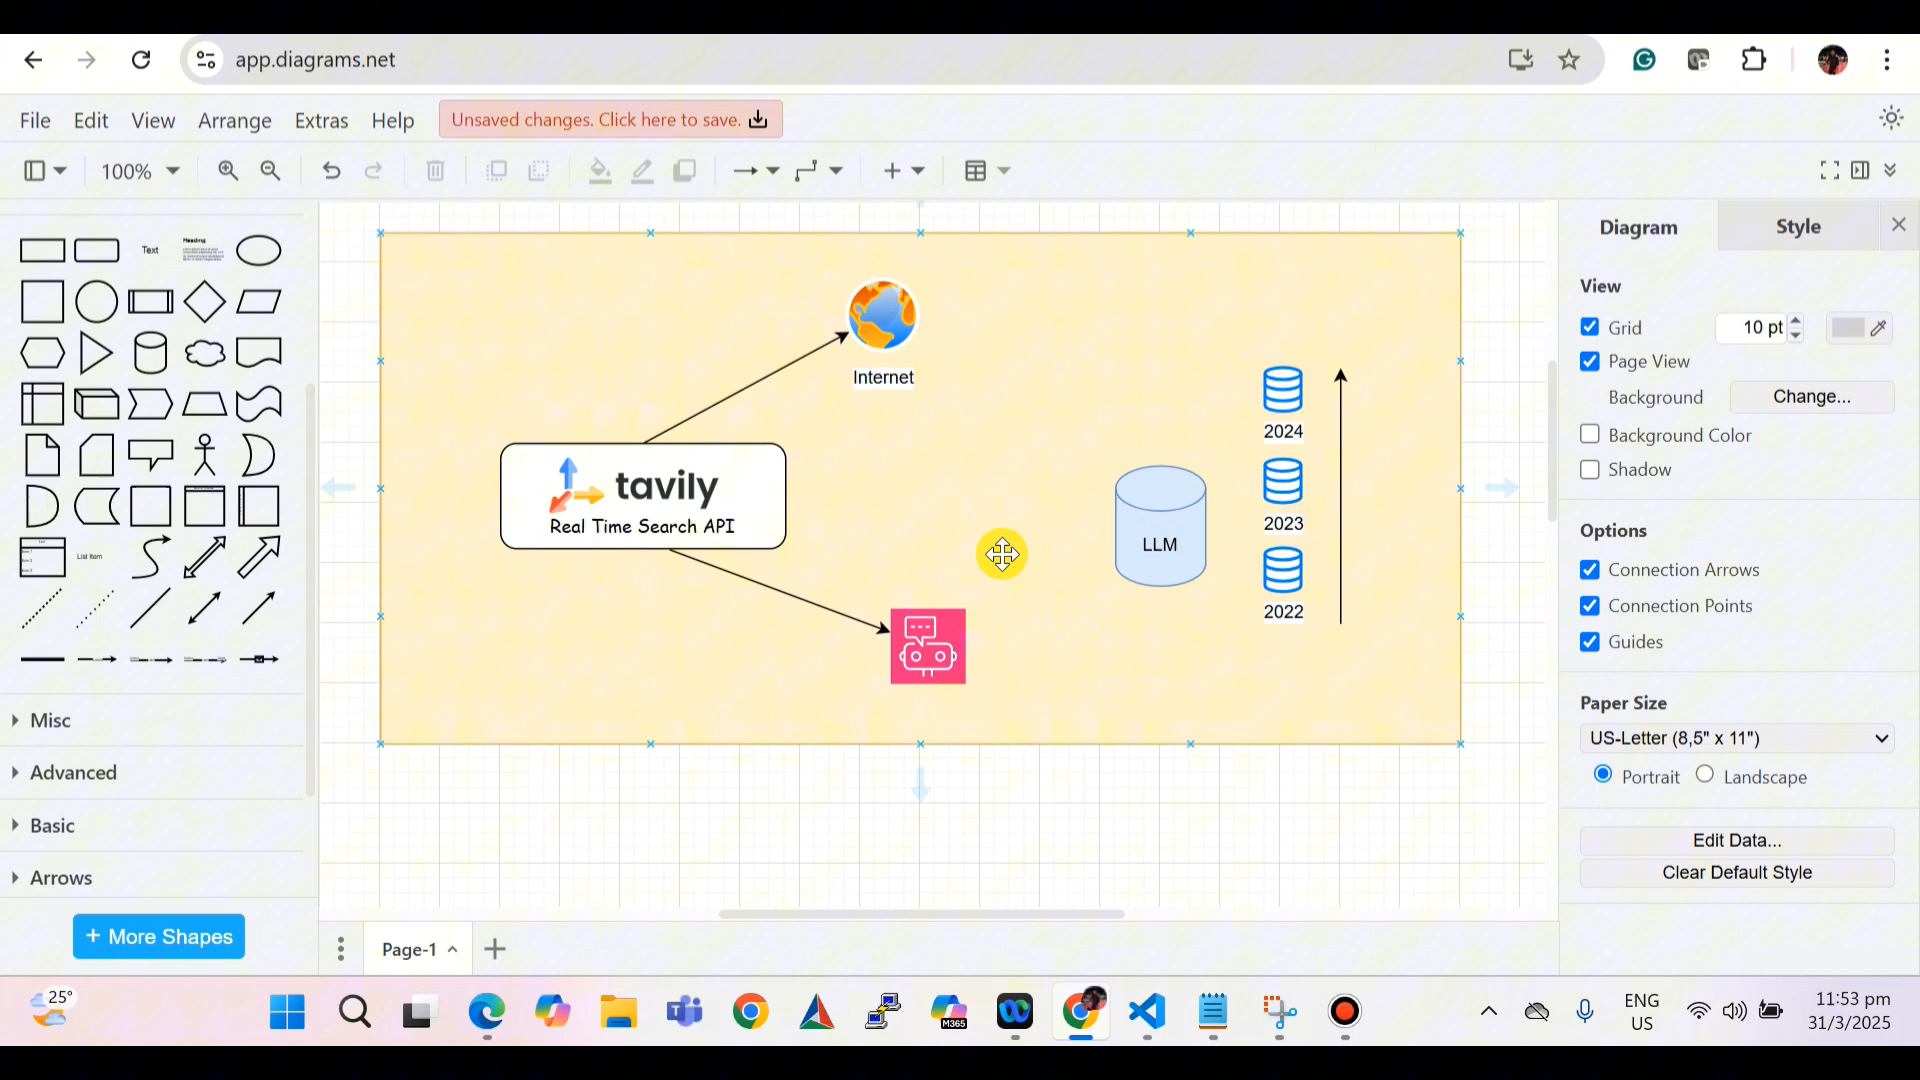 app.diagrams.net
File Edit View Arrange Extras Help Unsaved changes. Click here to save.
100%
Text
Heading
List Item
Misc
Advanced
Basic
Arrows
+ More Shapes
Internet
tavily
Real Time Search API
LLM
2024
2023
2022
Page-1
Diagram Style
View
Grid 10 pt
Page View
Background Change...
Background Color
Shadow
Options
Connection Arrows
Connection Points
Guides
Paper Size
US-Letter (8,5" x 11")
Portrait Landscape
Edit Data...
Clear Default Style
25°
M365
ENG
US
11:53 pm
31/3/2025